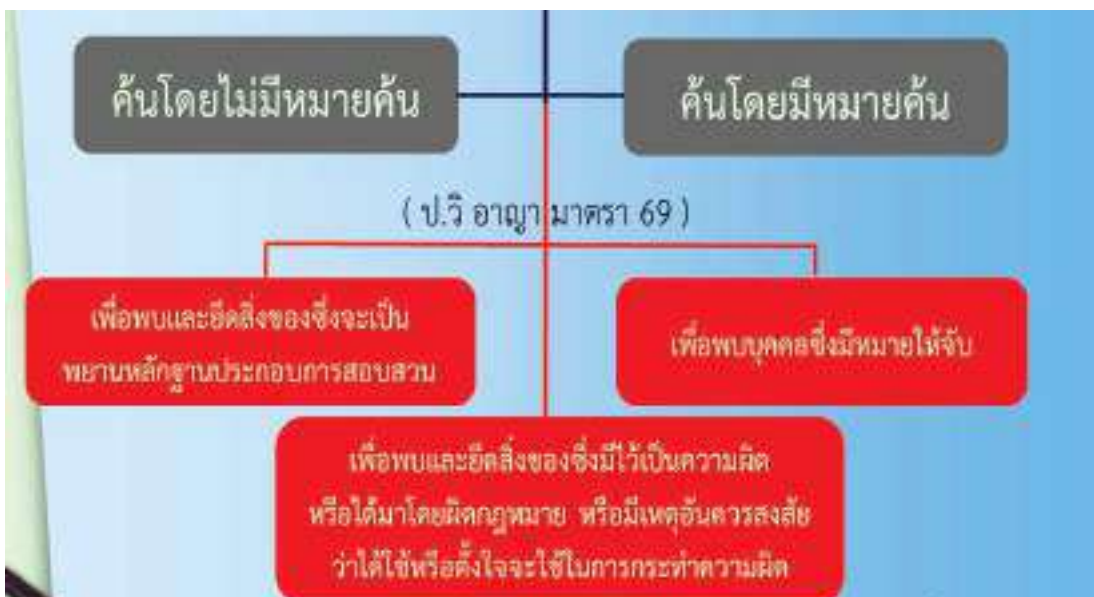 ค้นโดยไม่มีหมายค้น
ค้นโดยมีหมายค้น
( ป.วิ อาญา มาตรา 69 )
เพื่อพบและยึดสิ่งของซึ่งจะเป็น
พยานหลักฐานประกอบการสอบสวน
เพื่อพบบุคคลซึ่งมีหมายให้จับ
เพื่อพบและยึดสิ่งของซึ่งมีไว้เป็นความผิด
หรือได้มาโดยผิดกฎหมาย หรือมีเหตุอันควรสงสัย
ว่าได้ใช้หรือตั้งใจจะใช้ในการกระทำความผิด